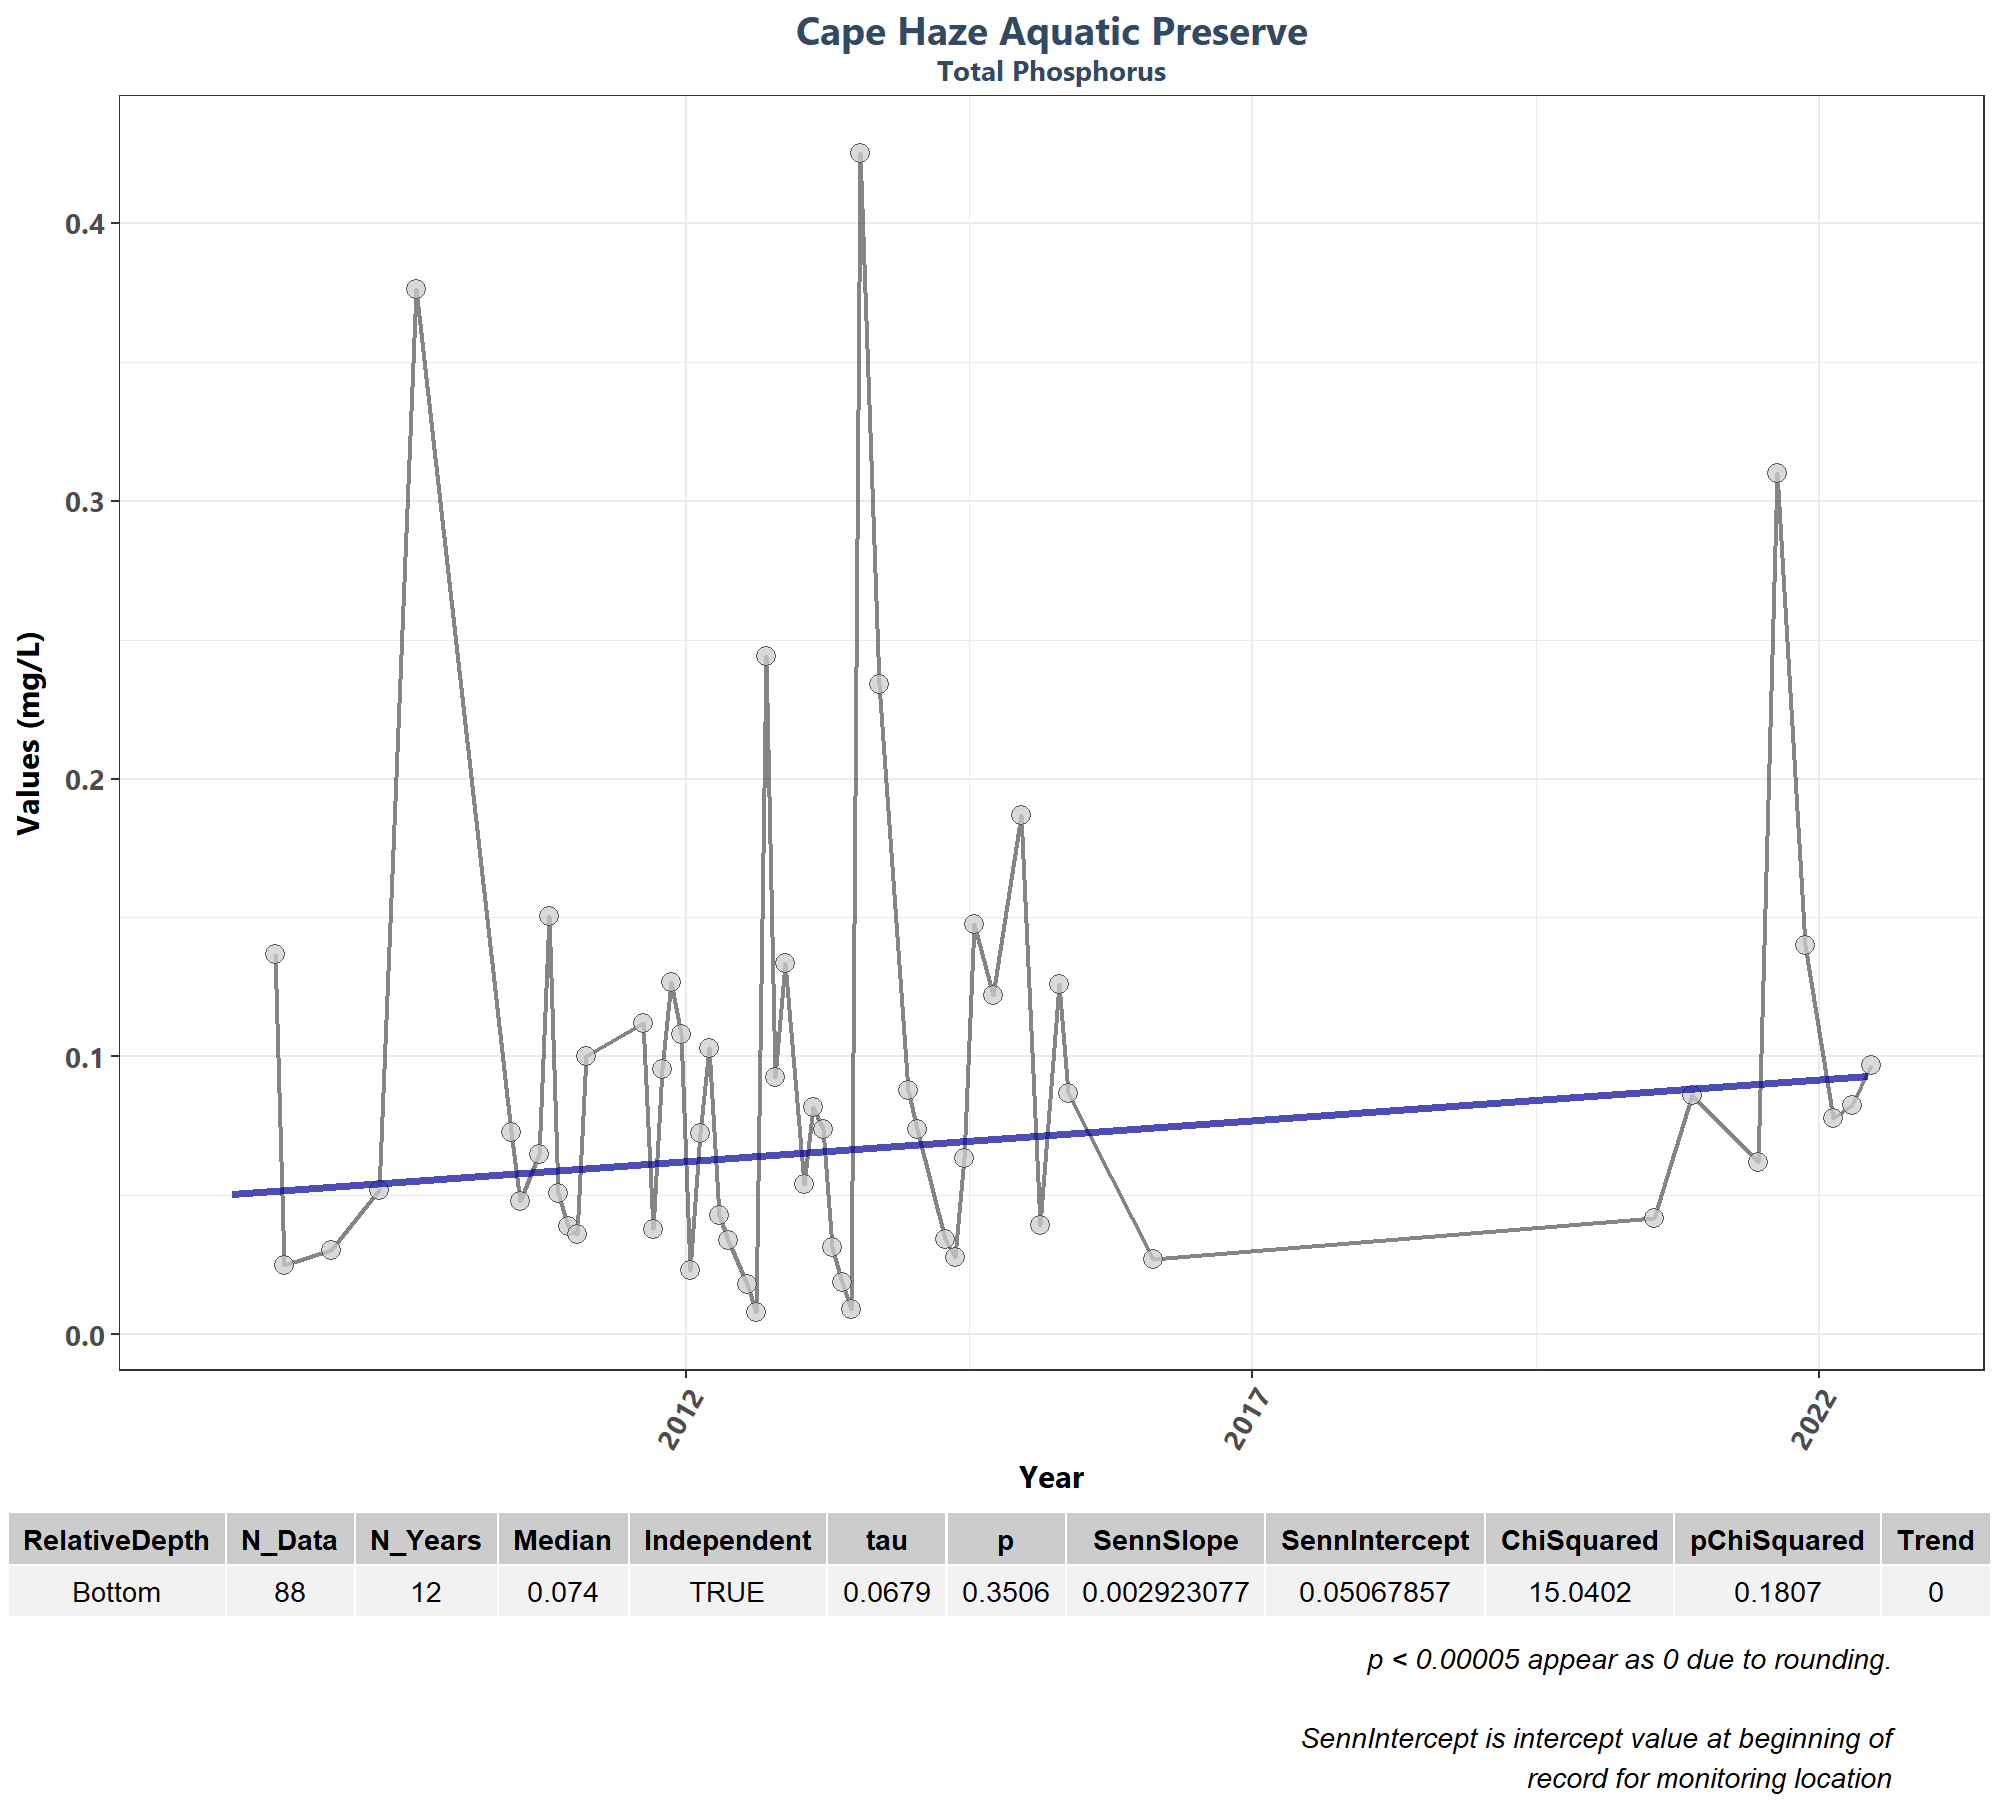 Cape Haze Aquatic Preserve
Total Phosphorus
Values (mg/L)
0.4
0.3
0.2
0.1
0.0
2012 2017 2022
Year
RelativeDepth N_Data N_Years Median Independent tau p SennSlope SennIntercept ChiSquared pChiSquared Trend
Bottom 88 12 0.074 TRUE 0.0679 0.3506 0.002923077 0.05067857 15.0402 0.1807 0
p < 0.00005 appear as 0 due to rounding.
SennIntercept is intercept value at beginning of
record for monitoring location